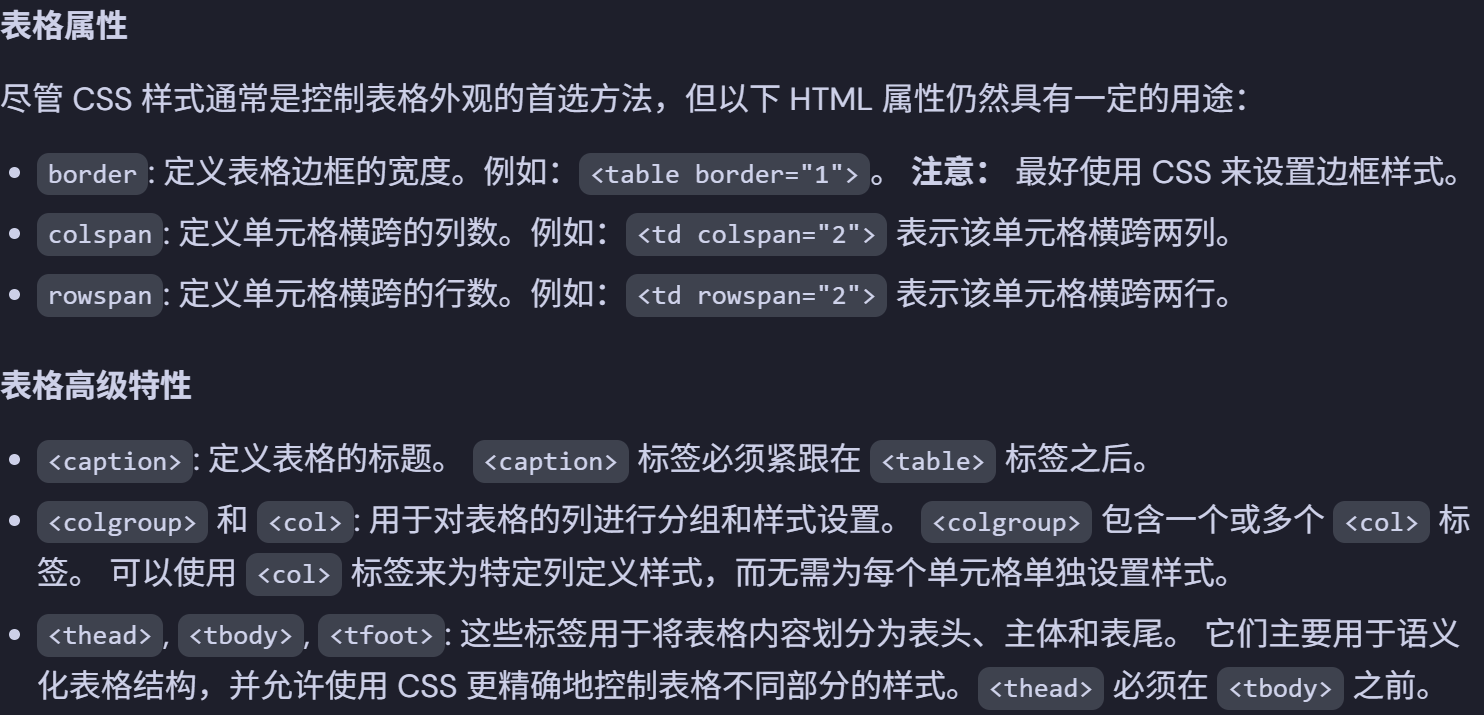 表格属性
尽管 CSS 样式通常是控制表格外观的首选方法，但以下 HTML 属性仍然具有一定的用途：
• border: 定义表格边框的宽度。例如：<table border="1">。 注意： 最好使用 CSS 来设置边框样式。
• colspan: 定义单元格横跨的列数。例如：<td colspan="2"> 表示该单元格横跨两列。
• rowspan: 定义单元格横跨的行数。例如：<td rowspan="2"> 表示该单元格横跨两行。
表格高级特性
• <caption>: 定义表格的标题。 <caption> 标签必须紧跟在 <table> 标签之后。
• <colgroup> 和 <col>: 用于对表格的列进行分组和样式设置。 <colgroup> 包含一个或多个 <col> 标
签。 可以使用 <col> 标签来为特定列定义样式，而无需为每个单元格单独设置样式。
• <thead>, <tbody>, <tfoot>: 这些标签用于将表格内容划分为表头、主体和表尾。 它们主要用于语义
化表格结构，并允许使用 CSS 更精确地控制表格不同部分的样式。<thead> 必须在 <tbody> 之前。